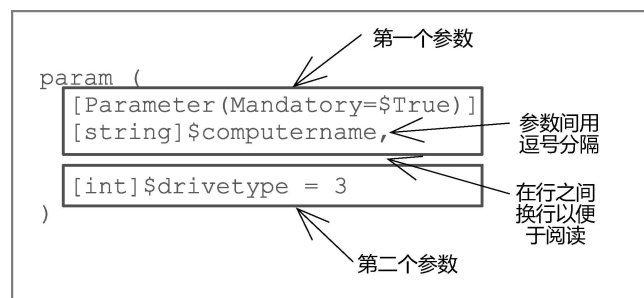 第一个参数
param (
[Parameter(Mandatory=$True)]
[string]$computername,
参数间用
逗号分隔
[int]$drivetype = 3
在行之间
换行以便
于阅读
)
第二个参数